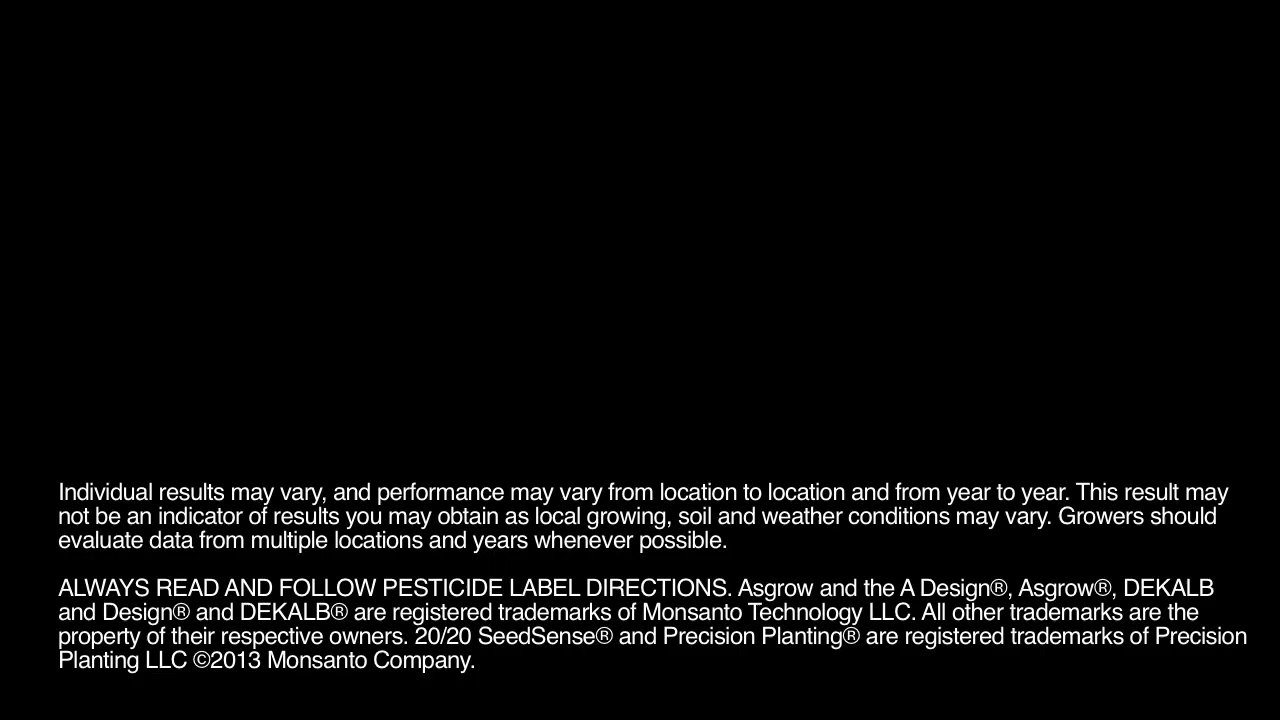 Individual results may vary, and performance may vary from location to location and from year to year. This result may
not be an indicator of results you may obtain as local growing, soil and weather conditions may vary. Growers should
evaluate data from multiple locations and years whenever possible.
ALWAYS READ AND FOLLOW PESTICIDE LABEL DIRECTIONS. Asgrow and the A Design®, Asgrow®, DEKALB
and Design® and DEKALB® are registered trademarks of Monsanto Technology LLC. All other trademarks are the
property of their respective owners. 20/20 SeedSense® and Precision Planting® are registered trademarks of Precision
Planting LLC ©2013 Monsanto Company.